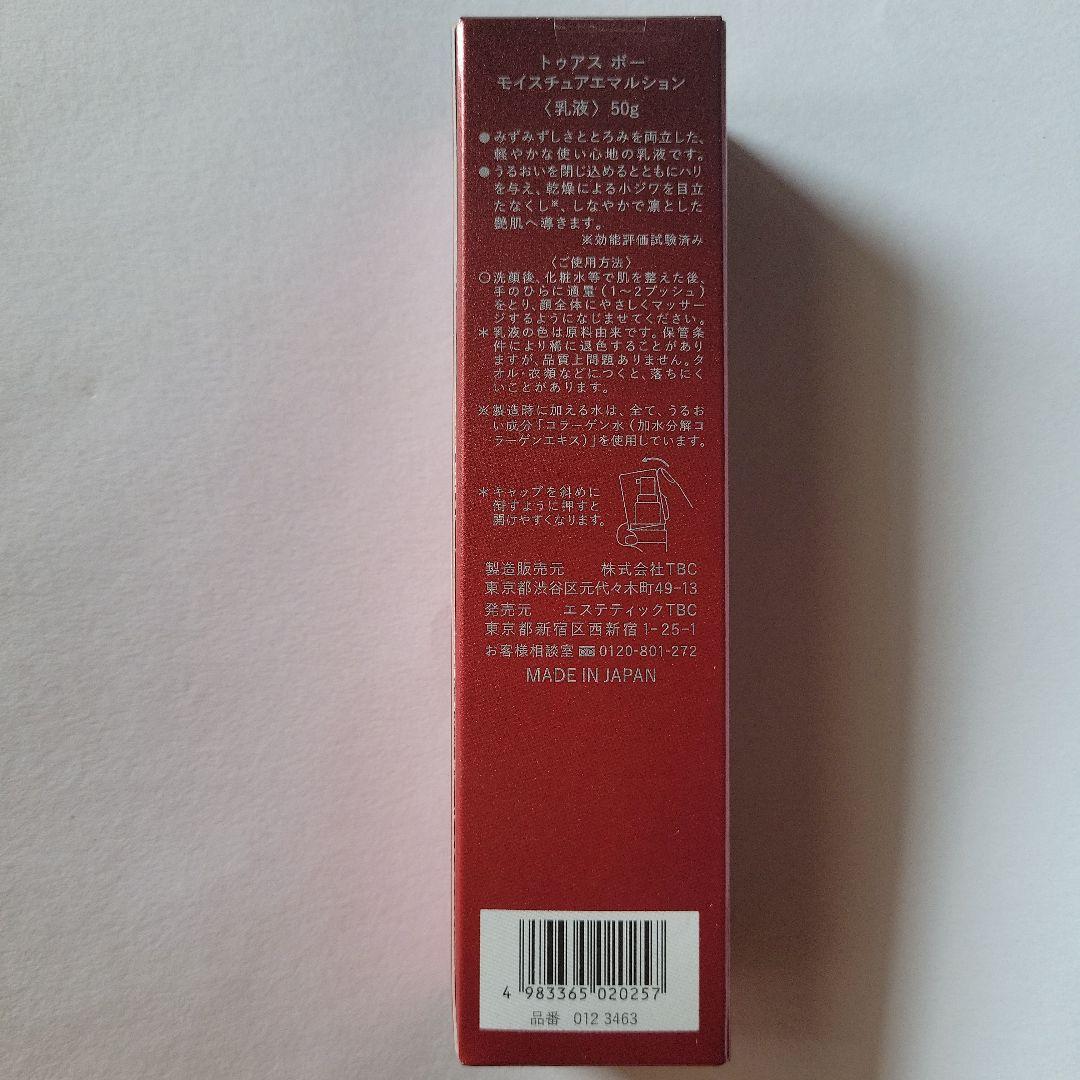 トゥアス ボー
モイスチュアエマルション
〈乳液〉50g
●みずみずしさととろみを両立した、
軽やかな使い心地の乳液です。
●うるおいを閉じ込めるとともにハリ
を与え、乾燥による小ジワを目立
たなくし※、しなやかで凛とした
艶肌へ導きます。
※効能評価試験済み
〈ご使用方法〉
○洗顔後、化粧水等で肌を整えた後、
手のひらに適量(1〜2プッシュ)
をとり、顔全体にやさしくマッサー
ジするようになじませてください。
＊乳液の色は原料由来です。保管条
件により稀に退色することがあり
ますが、品質上問題ありません。タ
オル・衣類などにつくと、落ちにく
いことがあります。
※製造時に加える水は、全て、うるお
い成分「コラーゲン水(加水分解コ
ラーゲンエキス)」を使用しています。
＊キャップを斜めに
倒すように押すと
開けやすくなります。
製造販売元 株式会社TBC
東京都渋谷区元代々木町49-13
発売元 エステティックTBC
東京都新宿区西新宿1-25-1
お客様相談室 0120-801-272
MADE IN JAPAN
4 983365 020257
品番 012 3463